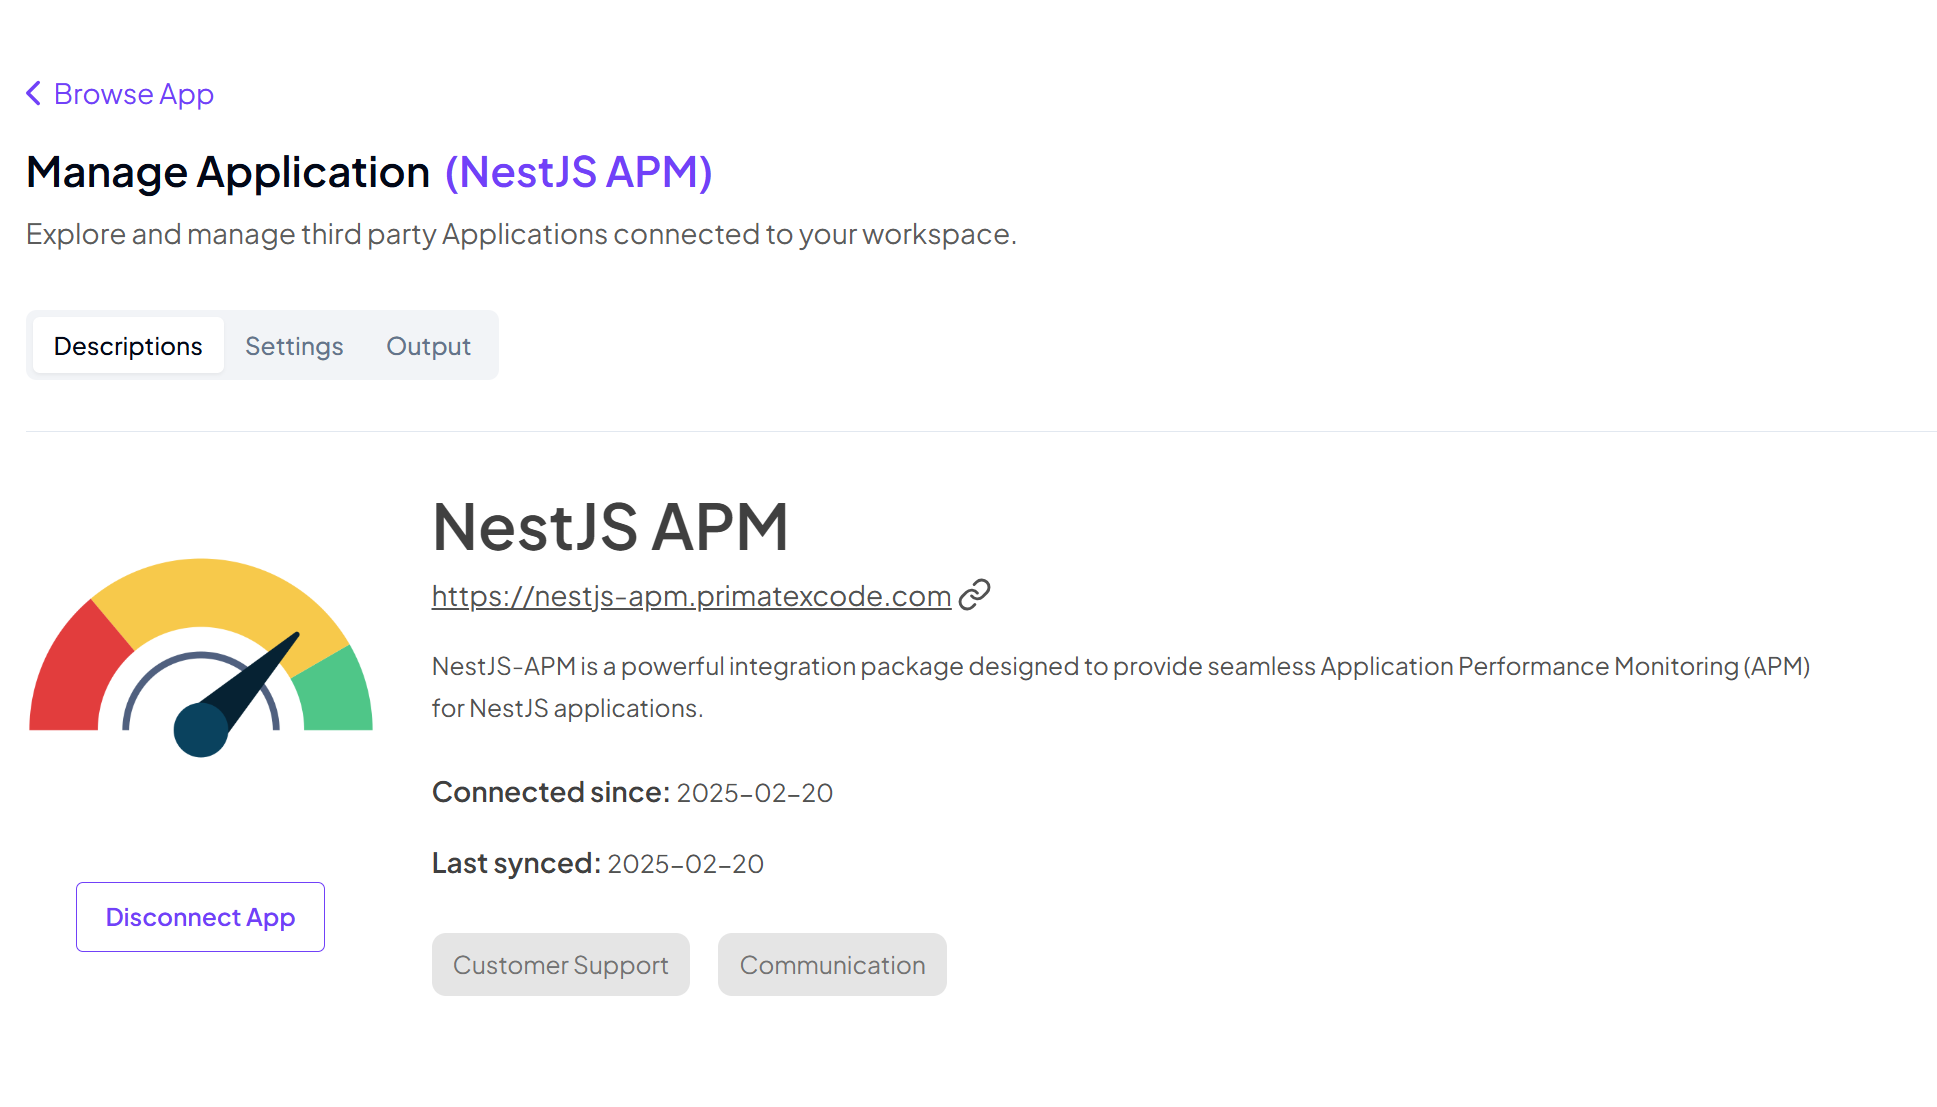 Browse App
Manage Application (NestJS APM)
Explore and manage third party Applications connected to your workspace.
Descriptions Settings Output
NestJS APM
https://nestjs-apm.primatexcode.com
NestJS-APM is a powerful integration package designed to provide seamless Application Performance Monitoring (APM)
for NestJS applications.
Connected since: 2025-02-20
Last synced: 2025-02-20
Disconnect App
Customer Support Communication